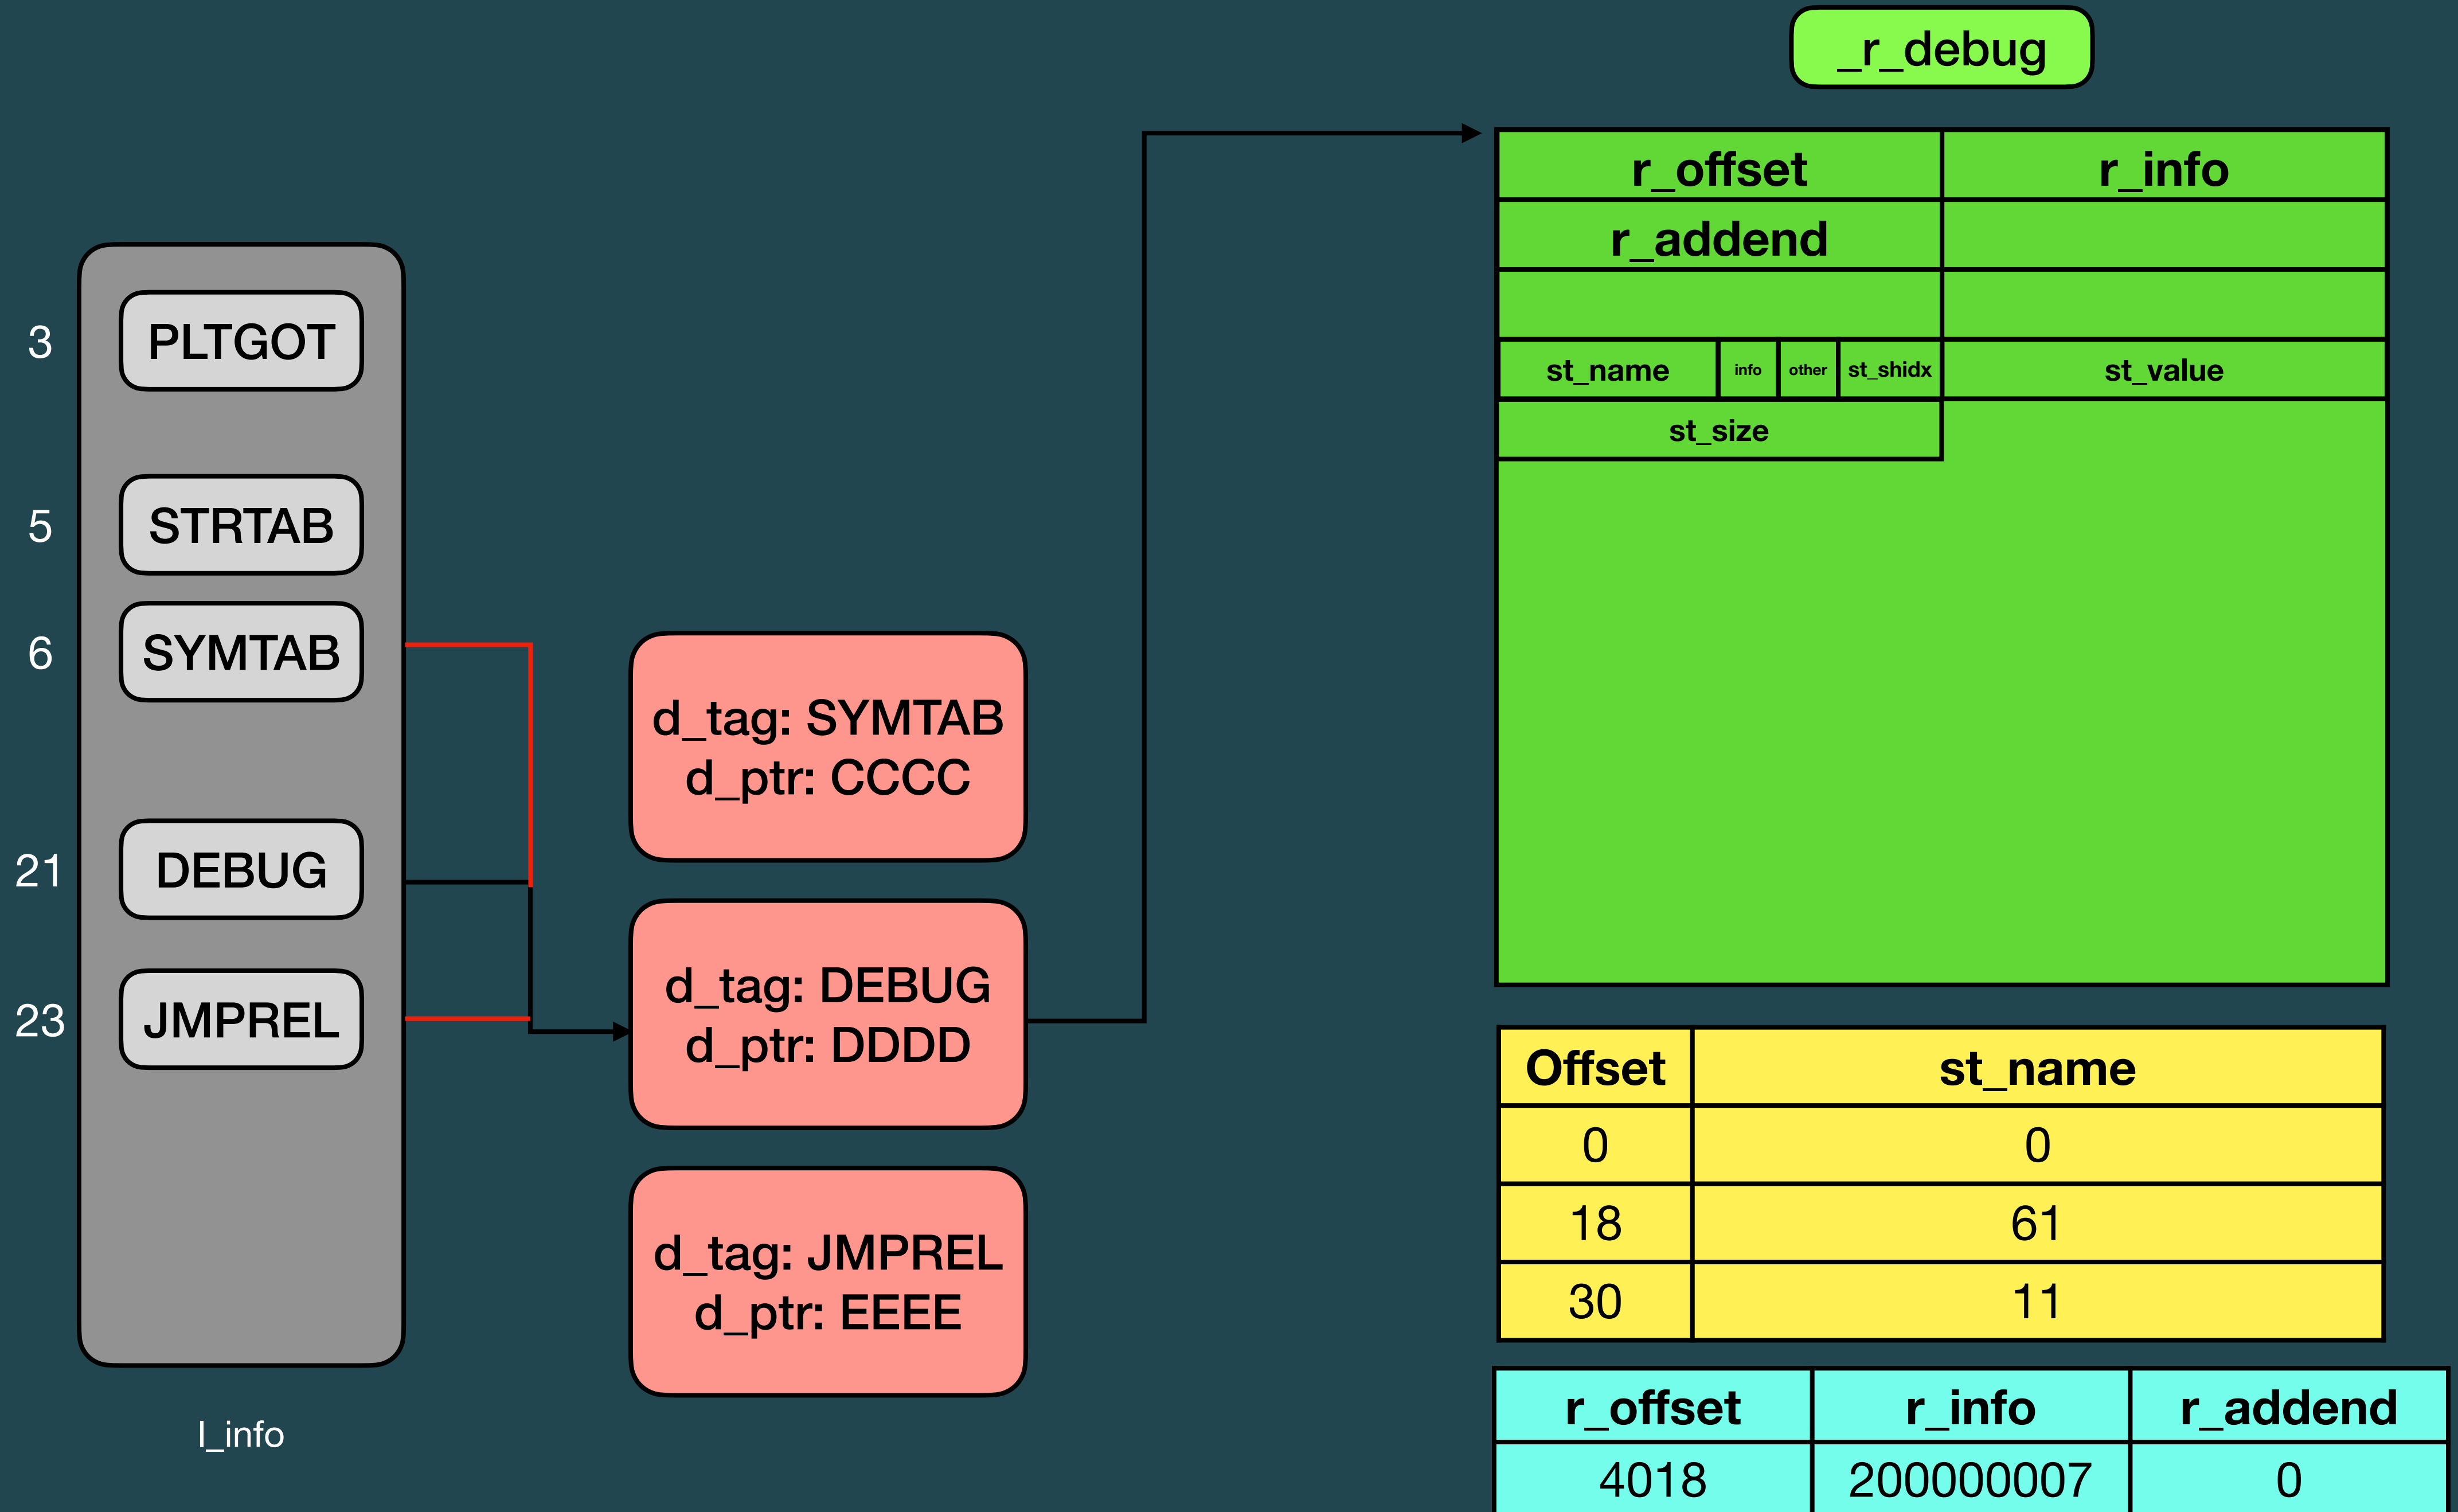 _r_debug
r_offset r_info
r_addend
st_name info other st_shidx st_value
st_size
3 PLTGOT
5 STRTAB
6 SYMTAB
21 DEBUG
23 JMPREL
l_info
d_tag: SYMTAB
d_ptr: CCCC
d_tag: DEBUG
d_ptr: DDDD
d_tag: JMPREL
d_ptr: EEEE
Offset st_name
0 0
18 61
30 11
r_offset r_info r_addend
4018 200000007 0